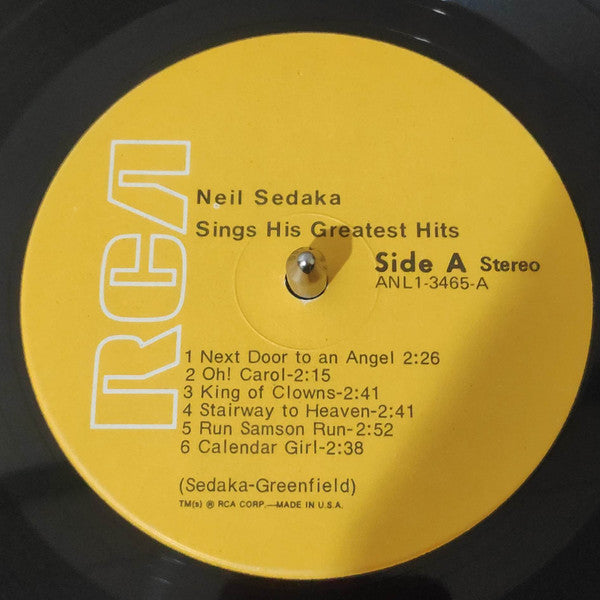 RCA
Neil Sedaka
Sings His Greatest Hits
Side A Stereo
ANL1-3465-A
1 Next Door to an Angel 2:26
2 Oh! Carol-2:15
3 King of Clowns-2:41
4 Stairway to Heaven-2:41
5 Run Samson Run-2:52
6 Calendar Girl-2:38
(Sedaka-Greenfield)
TM(s) ® RCA CORP.—MADE IN U.S.A.